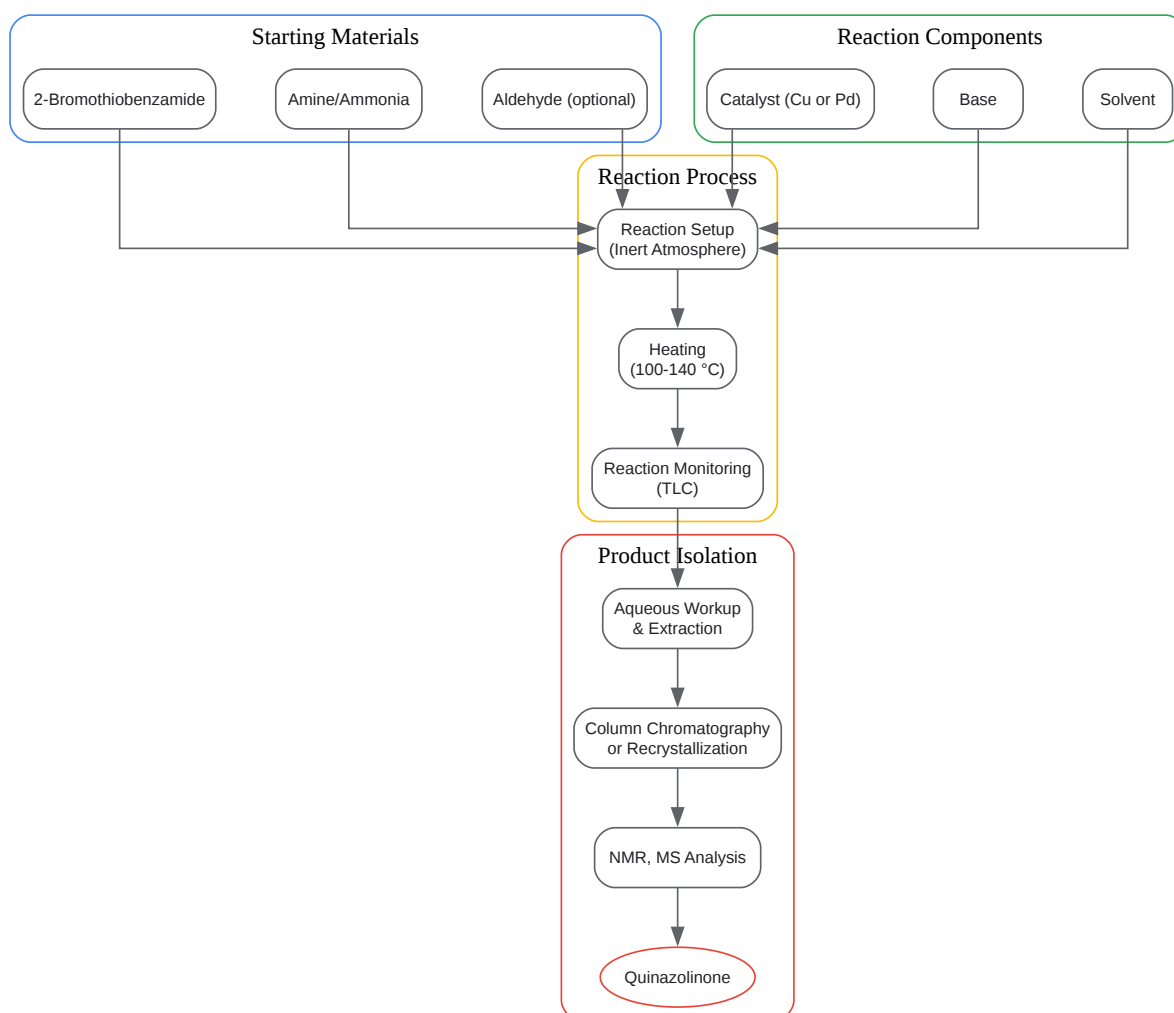 Starting Materials
Reaction Components
2-Bromothiobenzamide
Amine/Ammonia
Aldehyde (optional)
Catalyst (Cu or Pd)
Base
Solvent
Reaction Process
Reaction Setup
(Inert Atmosphere)
Heating
(100-140 °C)
Reaction Monitoring
(TLC)
Product Isolation
Aqueous Workup
& Extraction
Column Chromatography
or Recrystallization
NMR, MS Analysis
Quinazolinone